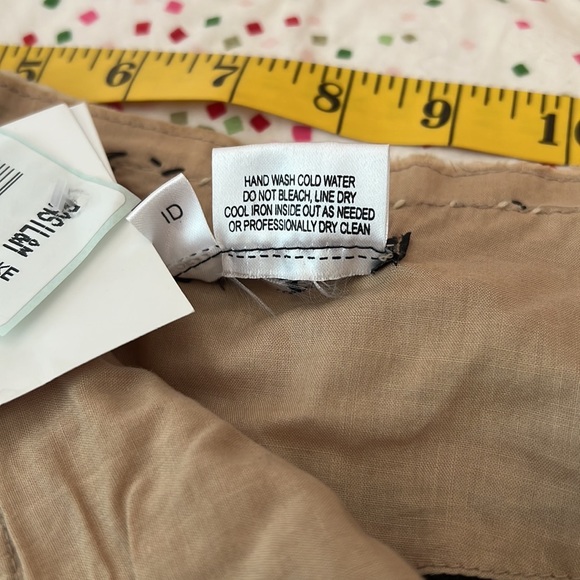 5 6 7 8 9 10
HAND WASH COLD WATER
DO NOT BLEACH, LINE DRY
COOL IRON INSIDE OUT AS NEEDED
OR PROFESSIONALLY DRY CLEAN
ID